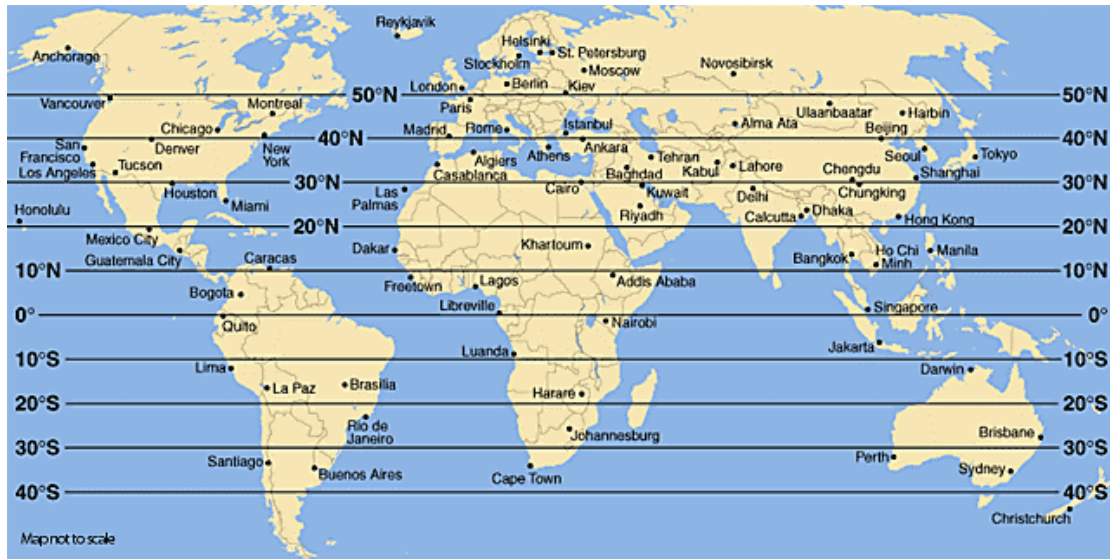 Reykjavik
Anchorage
Helsinki
St. Petersburg
Stockholm
Moscow
Novosibirsk
London
Berlin
Kiev
Vancouver
Montreal
50°N
Paris
50°N
50°N
Ulaanbaatar
Harbin
Chicago
Madrid
Rome
Istanbul
Alma Ata
Beijing
40°N
40°N
San
Francisco
Denver
New
York
Algiers
Athens
Ankara
Tehran
Lahore
Seoul
Tokyo
Los Angeles
Tucson
Casablanca
Baghdad
Kabul
Chengdu
Shanghai
30°N
30°N
Houston
Las
Palmas
Cairo
Kuwait
Delhi
Chungking
Honolulu
Miami
Riyadh
Calcutta
Dhaka
Hong Kong
20°N
20°N
Mexico City
Dakar
Khartoum
Ho Chi
Minh
Manila
Guatemala City
Caracas
Bangkok
10°N
10°N
Freetown
Lagos
Addis Ababa
Bogota
Libreville
Singapore
0°
0°
Quito
Nairobi
Luanda
Jakarta
10°S
10°S
Lima
Darwin
La Paz
Brasilia
Harare
20°S
20°S
Rio de
Janeiro
Johannesburg
Brisbane
30°S
30°S
Santiago
Buenos Aires
Cape Town
Perth
Sydney
40°S
40°S
Christchurch
Map not to scale